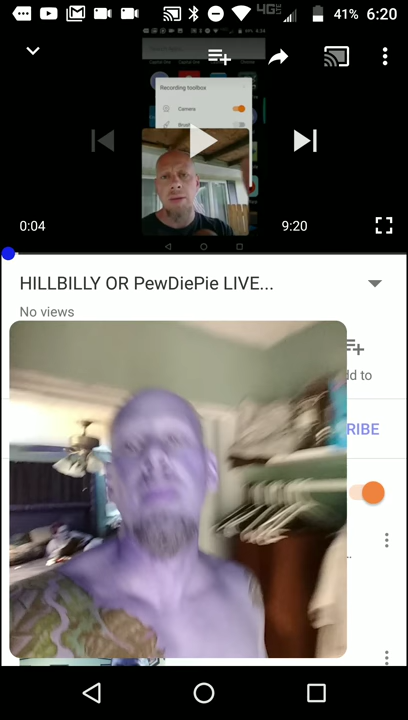 4G LTE 41% 6:20
Recording toolbox
Camera
0:04 9:20
HILLBILLY OR PewDiePie LIVE...
No views
dd to
RIBE
..